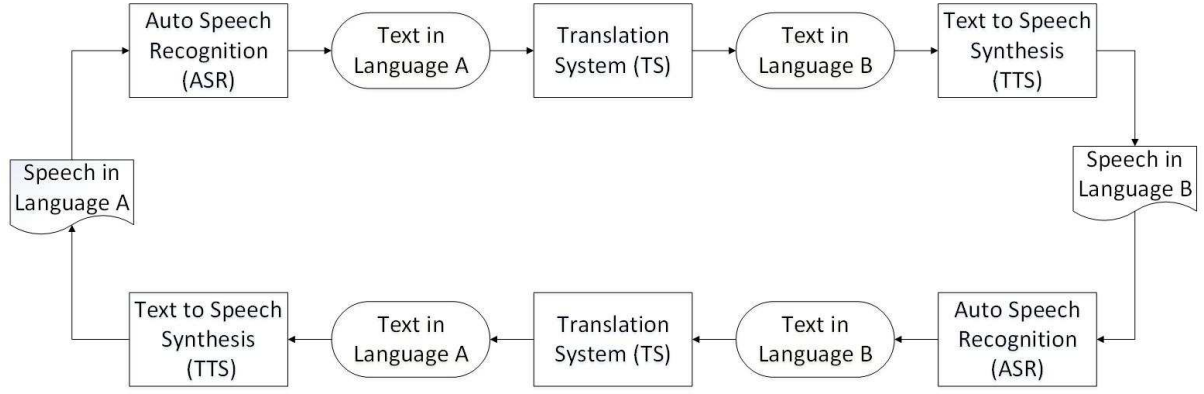 Auto Speech
Recognition
(ASR)
Text in
Language A
Translation
System (TS)
Text in
Language B
Text to Speech
Synthesis
(TTS)
Speech in
Language A
Speech in
Language B
Text to Speech
Synthesis
(TTS)
Text in
Language A
Translation
System (TS)
Text in
Language B
Auto Speech
Recognition
(ASR)